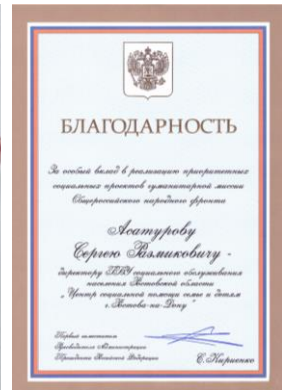 БЛАГОДАРНОСТЬ
За особый вклад в реализацию приоритетных
социальных проектов гуманитарной миссии
Общероссийского народного фронта
Асатурову
Сергею Размиковичу -
директору ГБУ социального обслуживания
населения Ростовской области
„ Центр социальной помощи семье и детям
г. Ростова-на-Дону "
Первый заместитель
Руководителя Администрации
Президента Российской Федерации
С. Кириенко